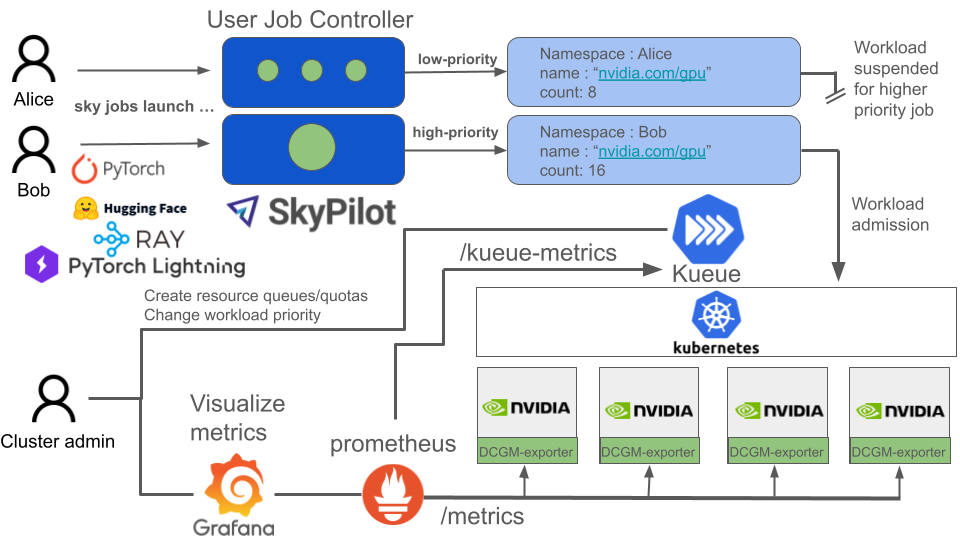 User Job Controller
Alice
sky jobs launch ...
low-priority
Namespace : Alice
name : “nvidia.com/gpu”
count: 8
Workload
suspended
for higher
priority job
Bob
high-priority
Namespace : Bob
name : “nvidia.com/gpu”
count: 16
PyTorch
Hugging Face
RAY
PyTorch Lightning
SkyPilot
Workload
admission
/kueue-metrics
Kueue
Create resource queues/quotas
Change workload priority
kubernetes
Cluster admin
Visualize
metrics
Grafana
prometheus
NVIDIA
NVIDIA
NVIDIA
NVIDIA
DCGM-exporter
DCGM-exporter
DCGM-exporter
DCGM-exporter
/metrics